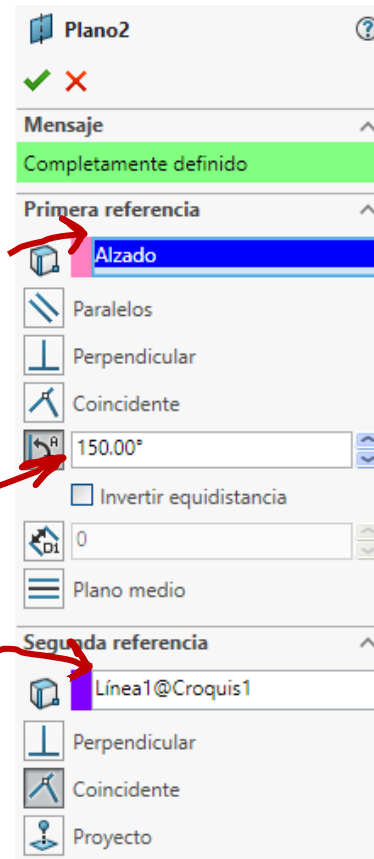 Plano2
Mensaje
Completamente definido
Primera referencia
Alzado
Paralelos
Perpendicular
Coincidente
150.00°
Invertir equidistancia
0
Plano medio
Segunda referencia
Línea1@Croquis1
Perpendicular
Coincidente
Proyecto